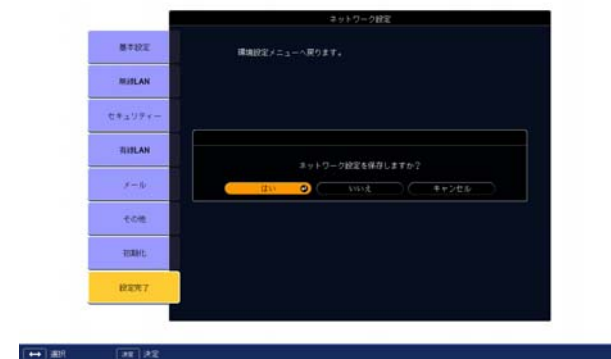 ネットワーク設定
基本設定
環境設定メニューへ戻ります。
無線LAN
セキュリティー
有線LAN
ネットワーク設定を保存しますか?
メール
はい いいえ キャンセル
その他
初期化
設定完了
選択 決定 決定